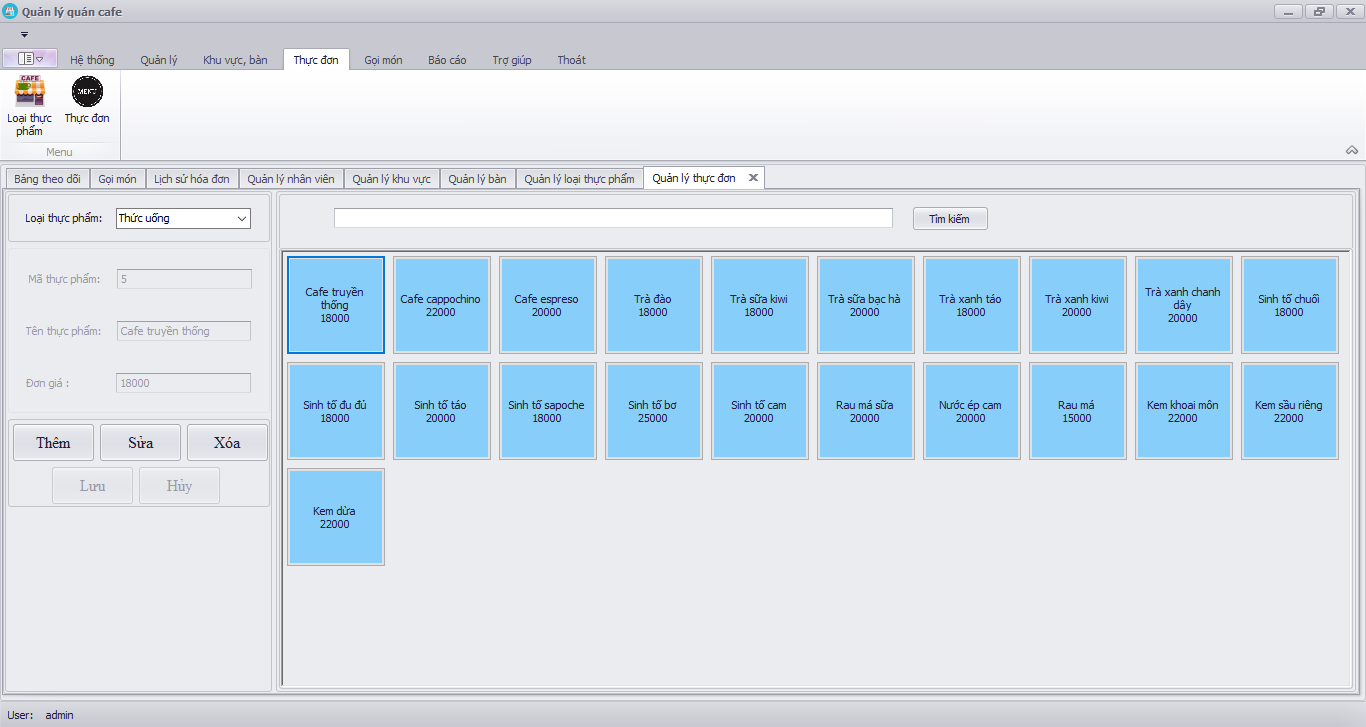 Quản lý quán cafe
Hệ thống Quản lý Khu vực, bàn Thực đơn Gọi món Báo cáo Trợ giúp Thoát
CAFE
MENU
Loại thực
phẩm
Thực đơn
Menu
Bảng theo dõi Gọi món Lịch sử hóa đơn Quản lý nhân viên Quản lý khu vực Quản lý bàn Quản lý loại thực phẩm Quản lý thực đơn
Loại thực phẩm: Thức uống
Tìm kiếm
Mã thực phẩm: 5
Tên thực phẩm: Cafe truyền thống
Đơn giá : 18000
Thêm Sửa Xóa
Lưu Hủy
Cafe truyền
thống
18000
Cafe cappochino
22000
Cafe espreso
20000
Trà đào
18000
Trà sữa kiwi
18000
Trà sữa bạc hà
20000
Trà xanh táo
18000
Trà xanh kiwi
20000
Trà xanh chanh
dây
20000
Sinh tố chuối
18000
Sinh tố đu đủ
18000
Sinh tố táo
20000
Sinh tố sapoche
18000
Sinh tố bơ
25000
Sinh tố cam
20000
Rau má sữa
20000
Nước ép cam
20000
Rau má
15000
Kem khoai môn
22000
Kem sầu riêng
22000
Kem dừa
22000
User: admin